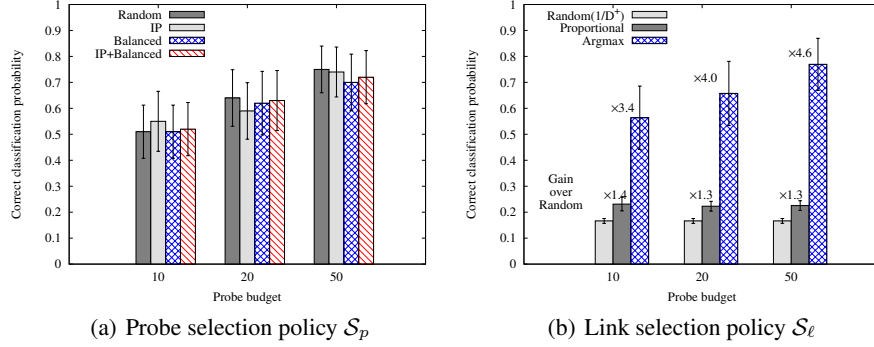 Correct classification probability
1
0.9
0.8
0.7
0.6
0.5
0.4
0.3
0.2
0.1
0
Random
IP
Balanced
IP+Balanced
10 20 50
Probe budget
(a) Probe selection policy 𝒮p
Correct classification probability
1
0.9
0.8
0.7
0.6
0.5
0.4
0.3
0.2
0.1
0
Random(1/D+)
Proportional
Argmax
×3.4
×4.0
×4.6
Gain
over
Random
×1.4
×1.3
×1.3
10 20 50
Probe budget
(b) Link selection policy 𝒮ℓ